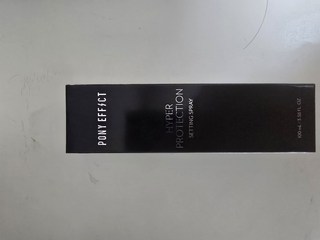 PONY EFFECT
HYPER
PROTECTION
SETTING SPRAY